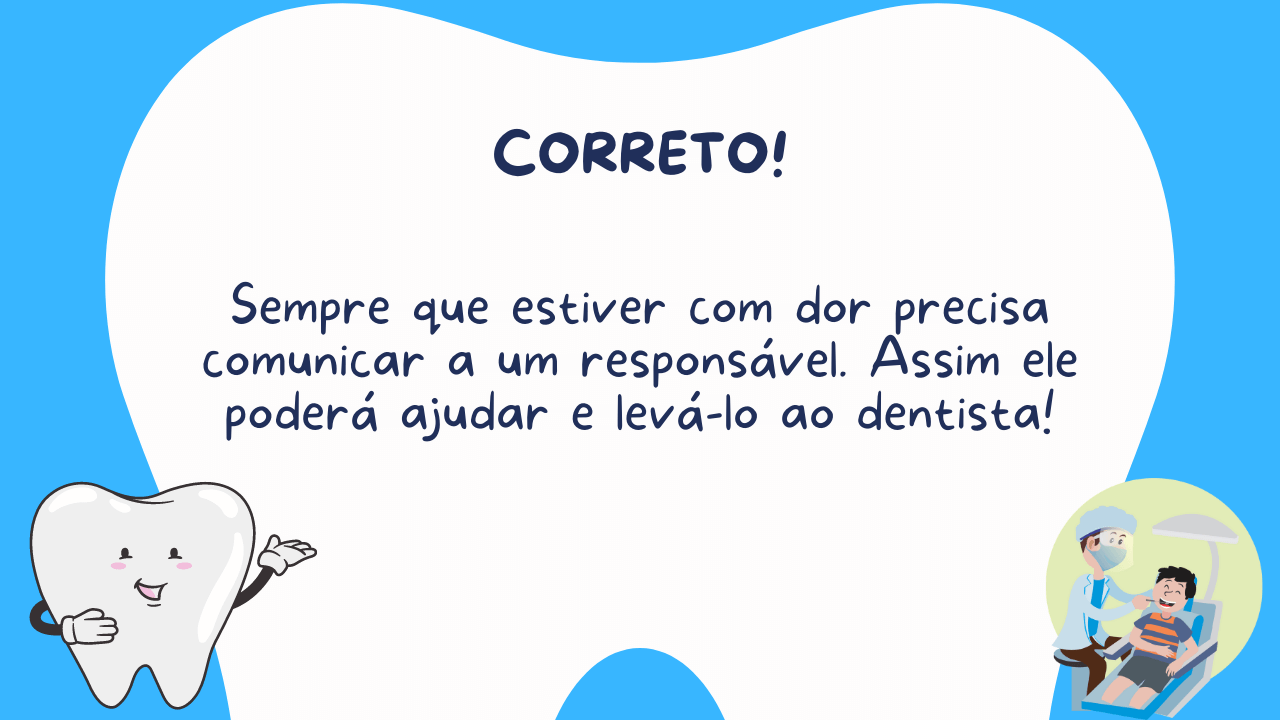 CORRETO!
Sempre que estiver com dor precisa
comunicar a um responsável. Assim ele
poderá ajudar e levá-lo ao dentista!